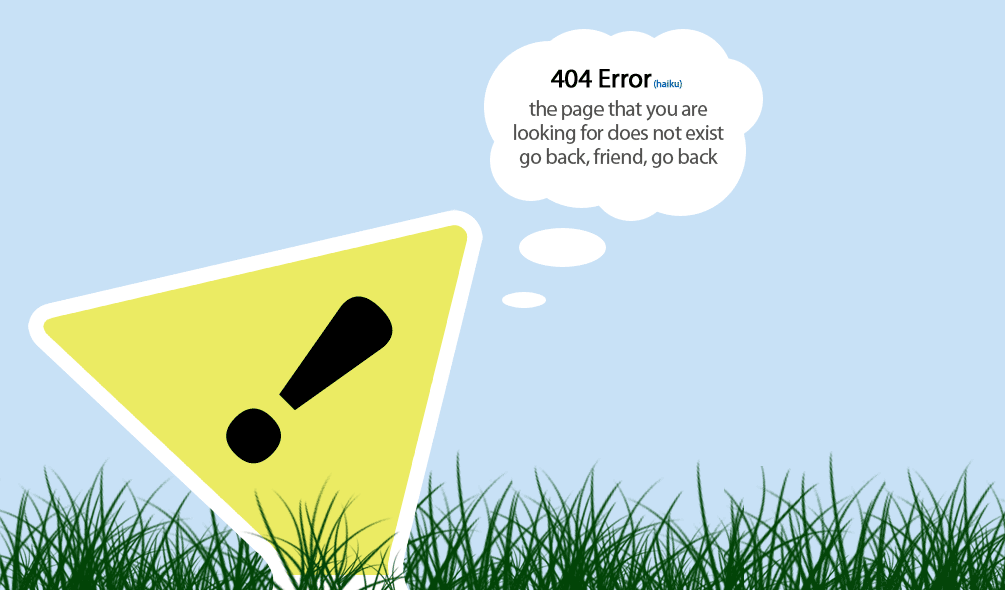 404 Error (haiku)
the page that you are
looking for does not exist
go back, friend, go back
!